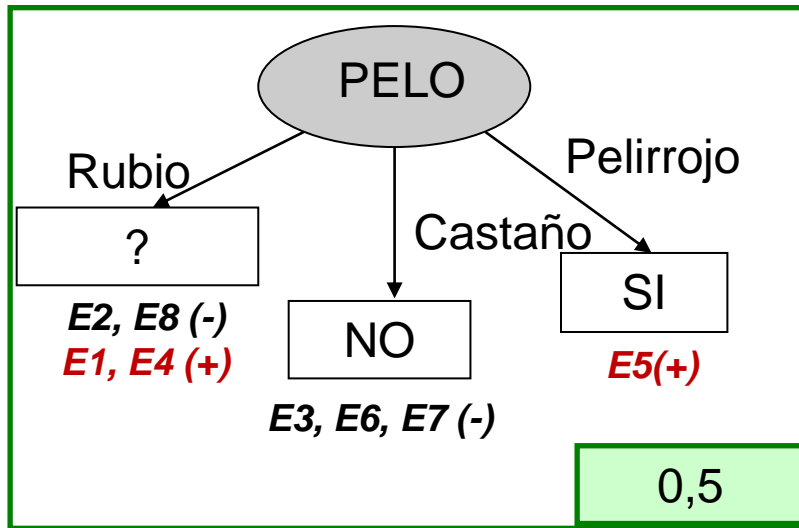 PELO
Rubio
Pelirrojo
Castaño
?
SI
NO
E2, E8 (-)
E1, E4 (+)
E5(+)
E3, E6, E7 (-)
0,5